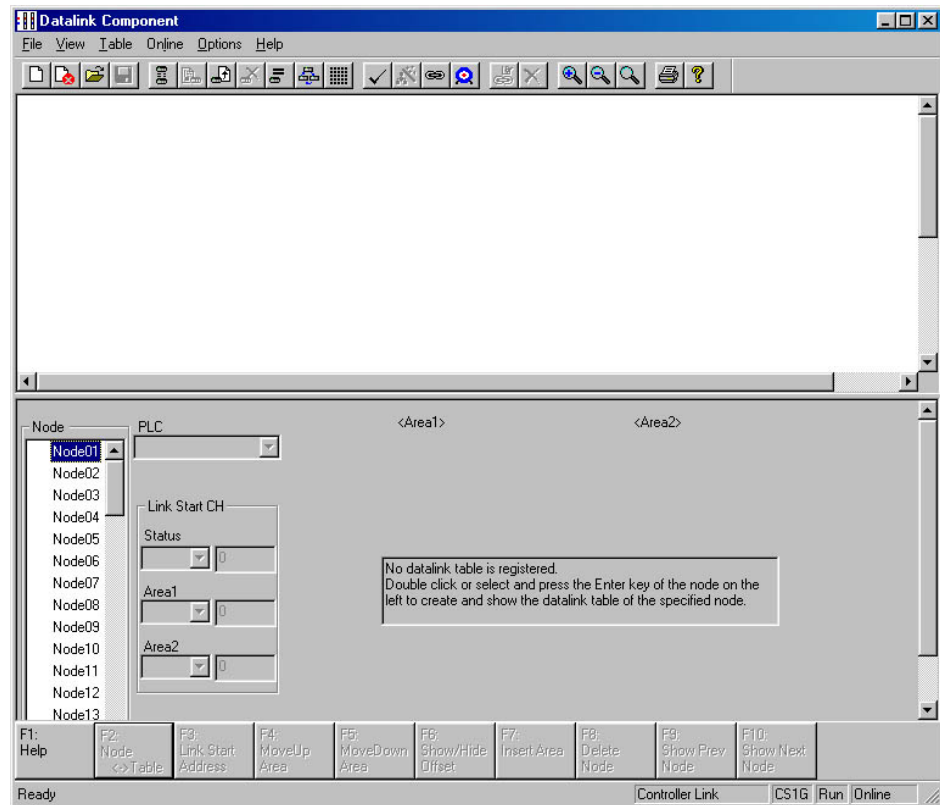 Datalink Component
File View Table Online Options Help
Node
PLC
<Area1>
<Area2>
Node01
Node02
Node03
Node04
Node05
Node06
Node07
Node08
Node09
Node10
Node11
Node12
Node13
Link Start CH
Status
0
Area1
0
Area2
0
No datalink table is registered.
Double click or select and press the Enter key of the node on the
left to create and show the datalink table of the specified node.
F1:
Help
F2:
Node
<->Table
F3:
Link Start
Address
F4:
MoveUp
Area
F5:
MoveDown
Area
F6:
Show/Hide
Offset
F7:
Insert Area
F8:
Delete
Node
F9:
Show Prev
Node
F10:
Show Next
Node
Ready
Controller Link
CS1G
Run
Online